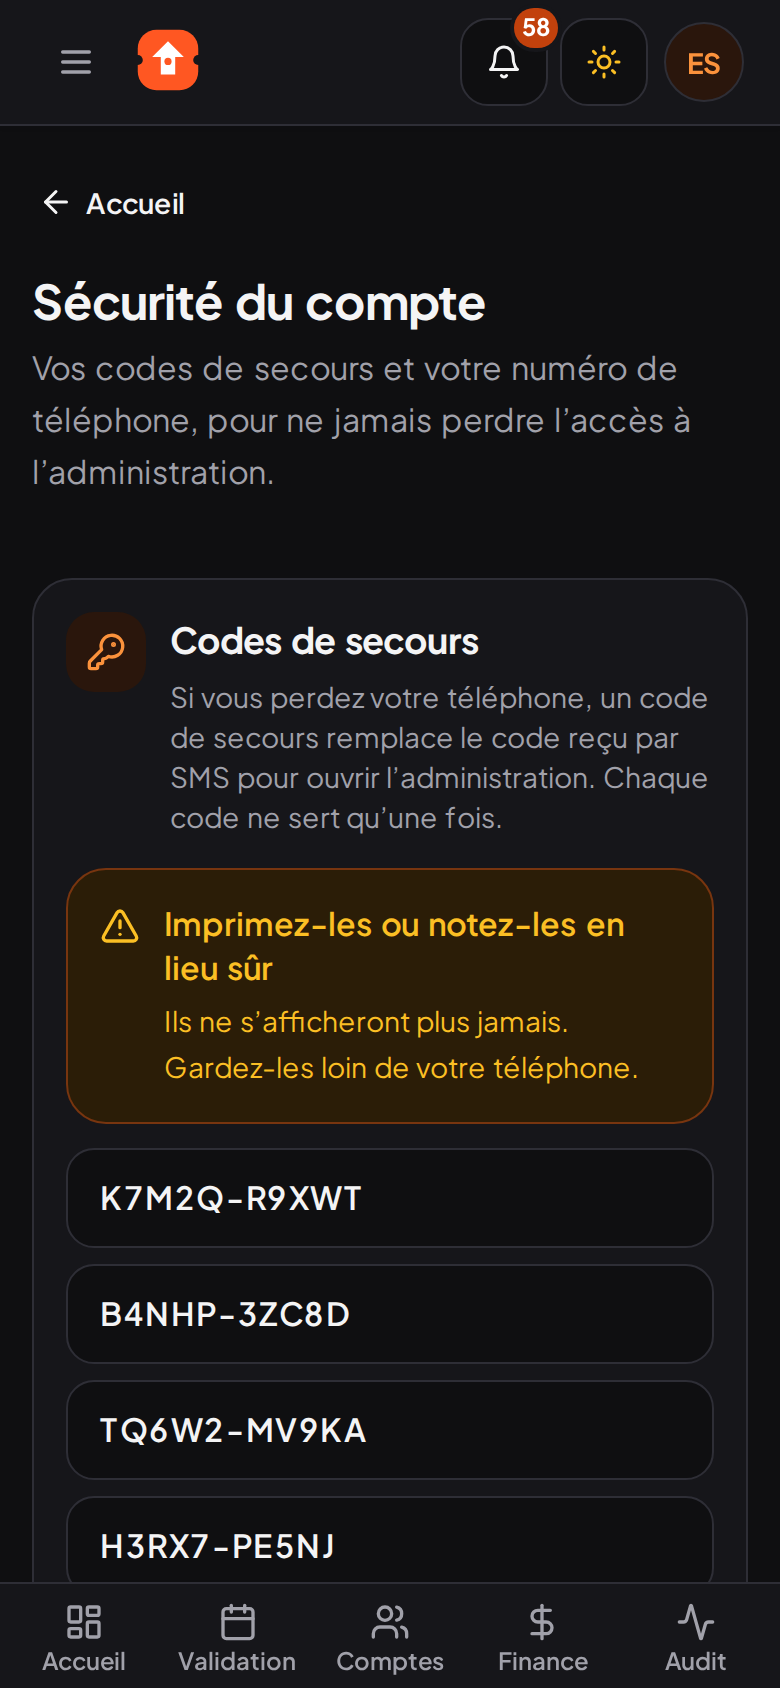 58
ES
Accueil
Sécurité du compte
Vos codes de secours et votre numéro de
téléphone, pour ne jamais perdre l’accès à
l’administration.
Codes de secours
Si vous perdez votre téléphone, un code
de secours remplace le code reçu par
SMS pour ouvrir l’administration. Chaque
code ne sert qu’une fois.
Imprimez-les ou notez-les en
lieu sûr
Ils ne s’afficheront plus jamais.
Gardez-les loin de votre téléphone.
K7M2Q-R9XWT
B4NHP-3ZC8D
TQ6W2-MV9KA
H3RX7-PE5NJ
Accueil
Validation
Comptes
Finance
Audit